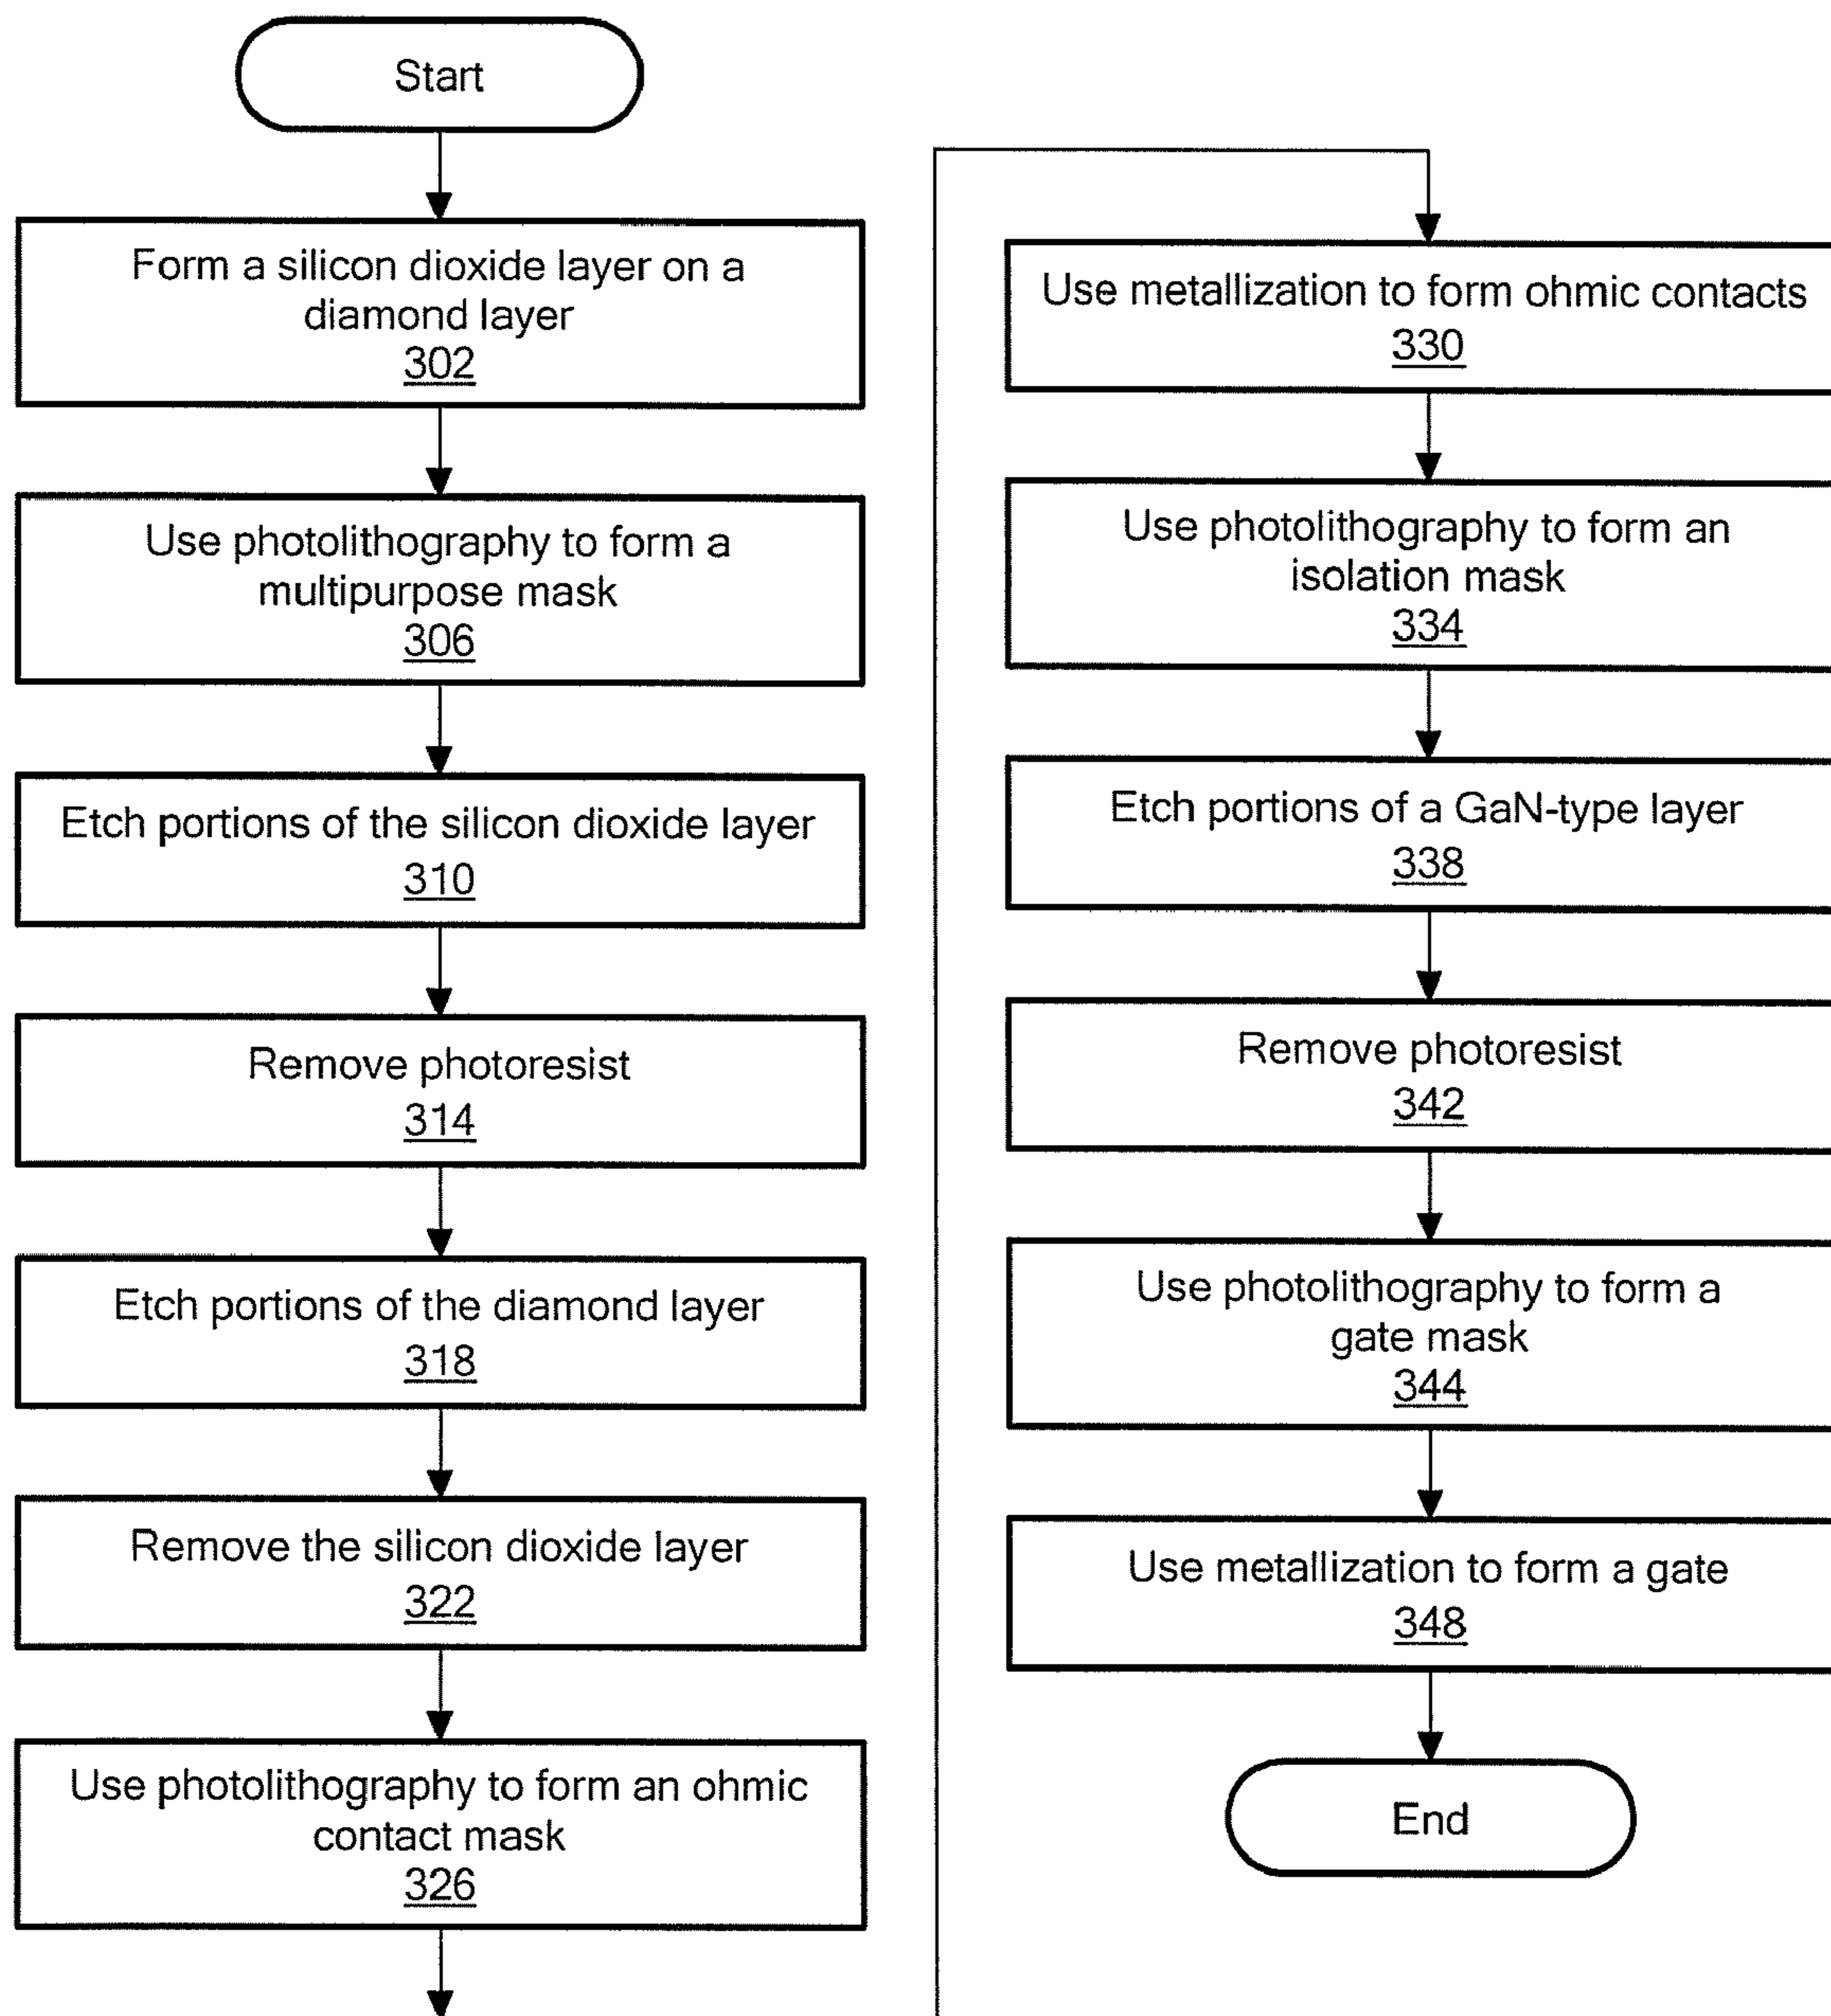 Start
Form a silicon dioxide layer on a
diamond layer
302
Use photolithography to form a
multipurpose mask
306
Etch portions of the silicon dioxide layer
310
Remove photoresist
314
Etch portions of the diamond layer
318
Remove the silicon dioxide layer
322
Use photolithography to form an ohmic
contact mask
326
Use metallization to form ohmic contacts
330
Use photolithography to form an
isolation mask
334
Etch portions of a GaN-type layer
338
Remove photoresist
342
Use photolithography to form a
gate mask
344
Use metallization to form a gate
348
End